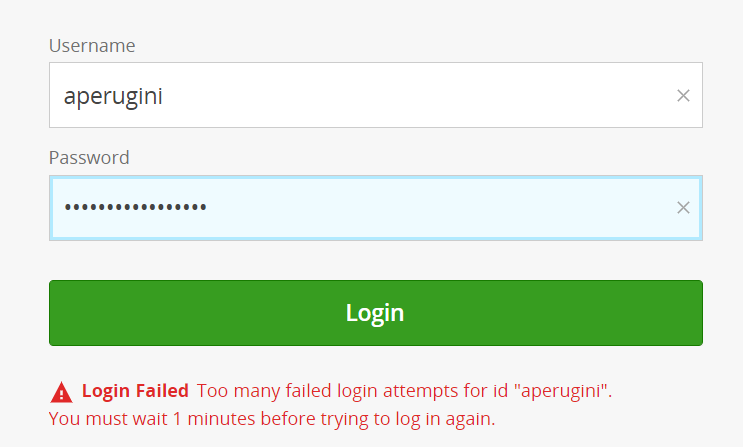 Username
aperugini
Password
•••••••••••••••••
Login
Login Failed Too many failed login attempts for id "aperugini".
You must wait 1 minutes before trying to log in again.